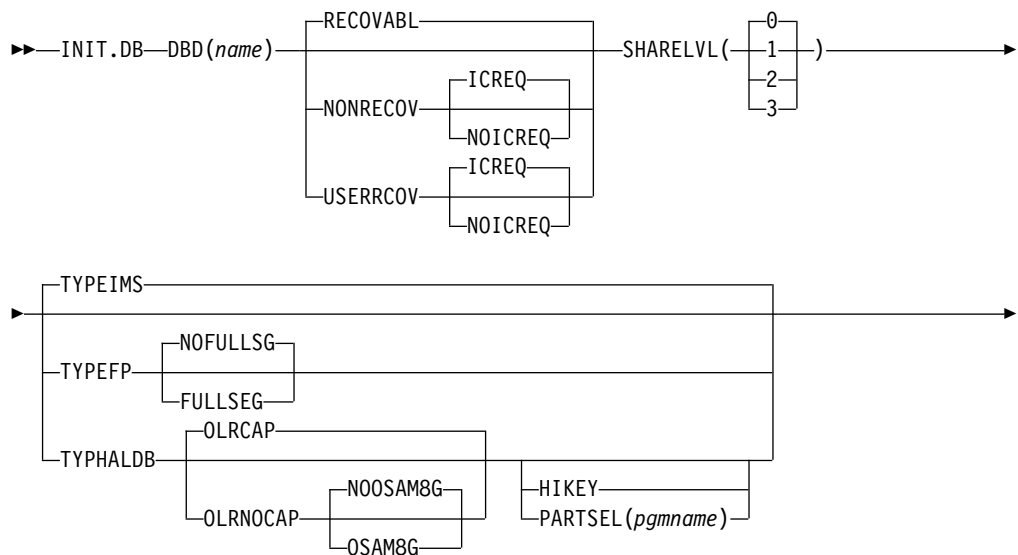 RECOVABL
INIT.DB DBD(name) SHARELVL( 0 )
ICREQ 1
NONRECOV 2
NOICREQ 3
ICREQ
USERRCOV
NOICREQ
TYPEIMS
NOFULLSG
TYPEFP
FULLSEG
OLRCAP
TYPHALDB
NOOSAM8G HIKEY
OLRNOCAP PARTSEL(pgmname)
OSAM8G